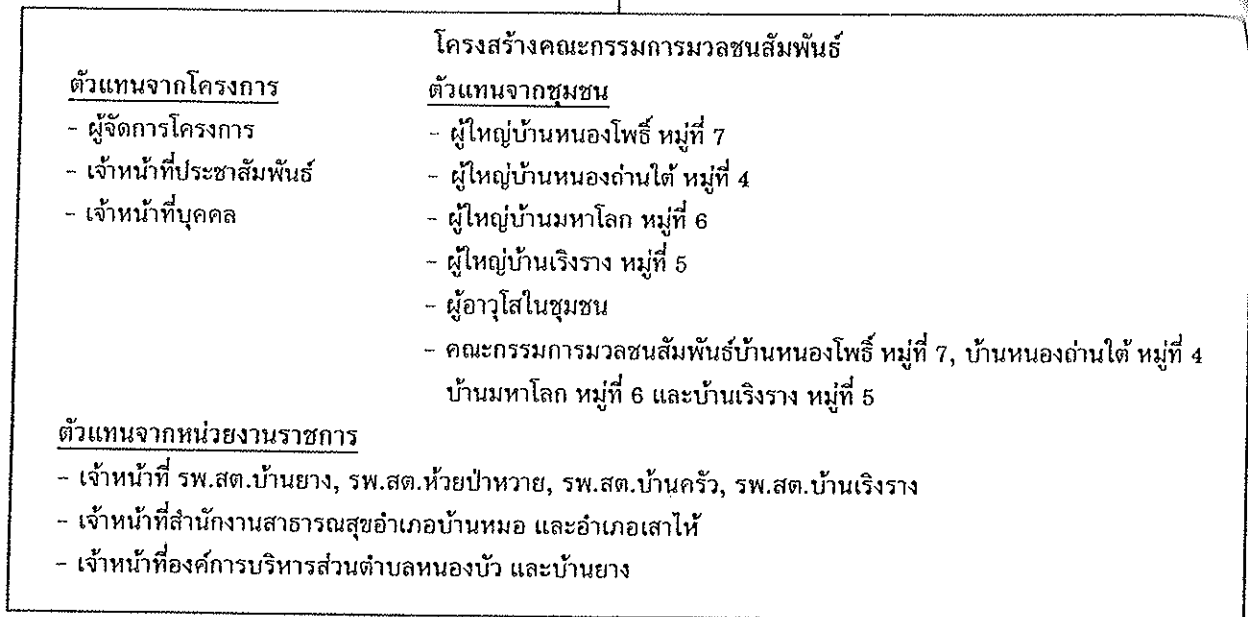 โครงสร้างคณะกรรมการมวลชนสัมพันธ์
ตัวแทนจากโครงการ
- ผู้จัดการโครงการ
- เจ้าหน้าที่ประชาสัมพันธ์
- เจ้าหน้าที่บุคคล
ตัวแทนจากชุมชน
- ผู้ใหญ่บ้านหนองโพธิ์ หมู่ที่ 7
- ผู้ใหญ่บ้านหนองถ่านใต้ หมู่ที่ 4
- ผู้ใหญ่บ้านมหาโลก หมู่ที่ 6
- ผู้ใหญ่บ้านเริงราง หมู่ที่ 5
- ผู้อาวุโสในชุมชน
- คณะกรรมการมวลชนสัมพันธ์บ้านหนองโพธิ์ หมู่ที่ 7, บ้านหนองถ่านใต้ หมู่ที่ 4
บ้านมหาโลก หมู่ที่ 6 และบ้านเริงราง หมู่ที่ 5
ตัวแทนจากหน่วยงานราชการ
- เจ้าหน้าที่ รพ.สต.บ้านยาง, รพ.สต.ห้วยป่าหวาย, รพ.สต.บ้านครัว, รพ.สต.บ้านเริงราง
- เจ้าหน้าที่สำนักงานสาธารณสุขอำเภอบ้านหมอ และอำเภอเสาไห้
- เจ้าหน้าที่องค์การบริหารส่วนตำบลหนองบัว และบ้านยาง